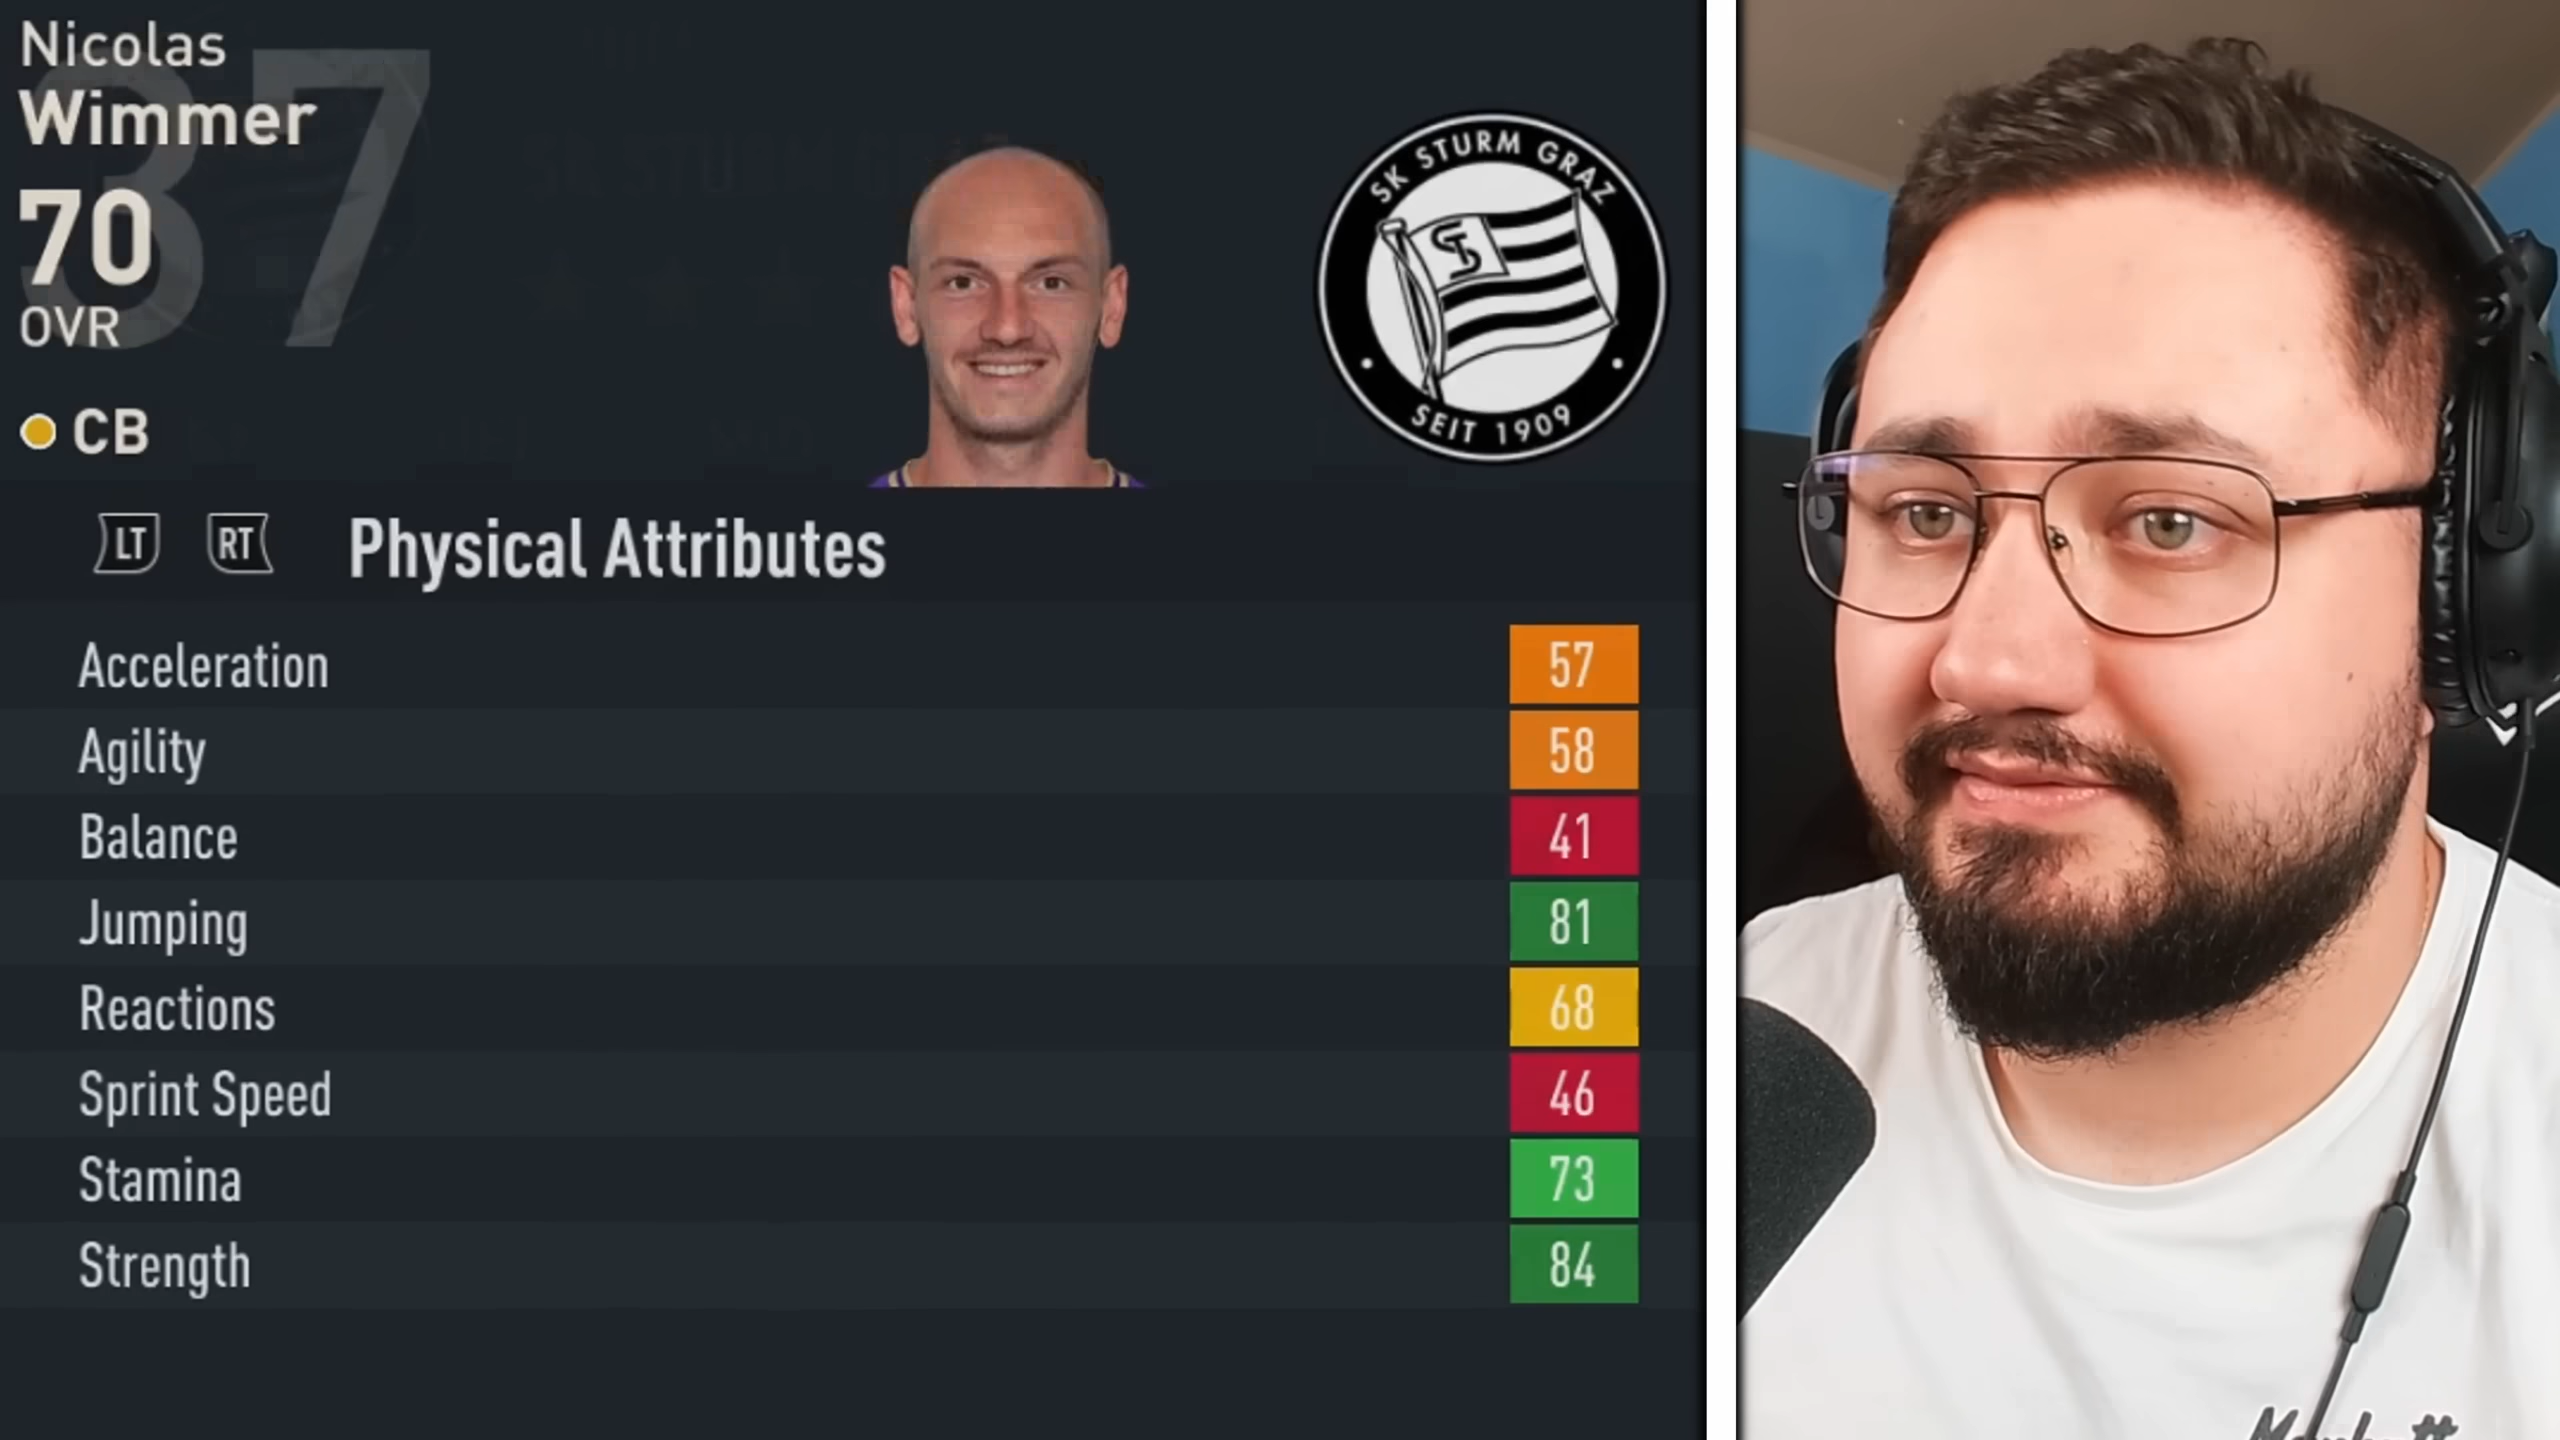 Nicolas
Wimmer
37
70
OVR
CB
SK STURM GRAZ
SEIT 1909
LT RT Physical Attributes
Acceleration 57
Agility 58
Balance 41
Jumping 81
Reactions 68
Sprint Speed 46
Stamina 73
Strength 84